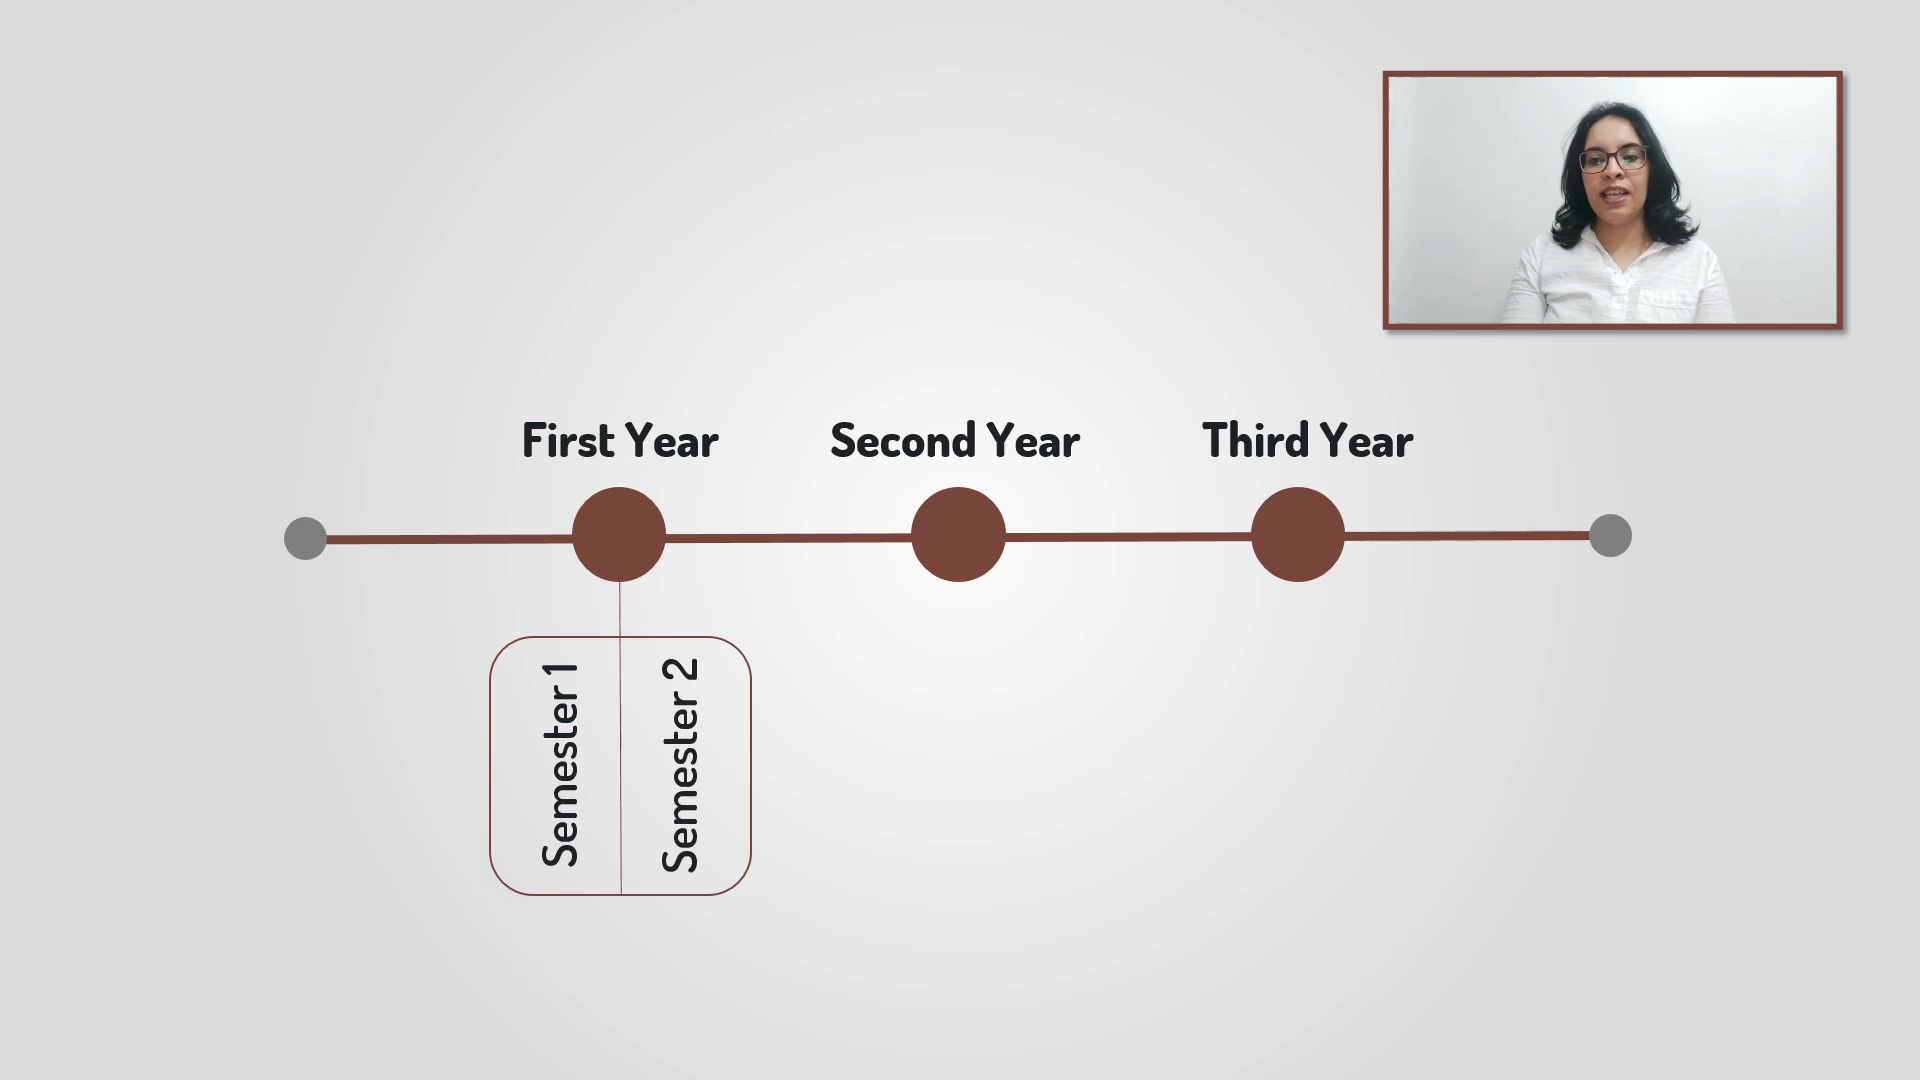 First Year
Second Year
Third Year
Semester 1
Semester 2